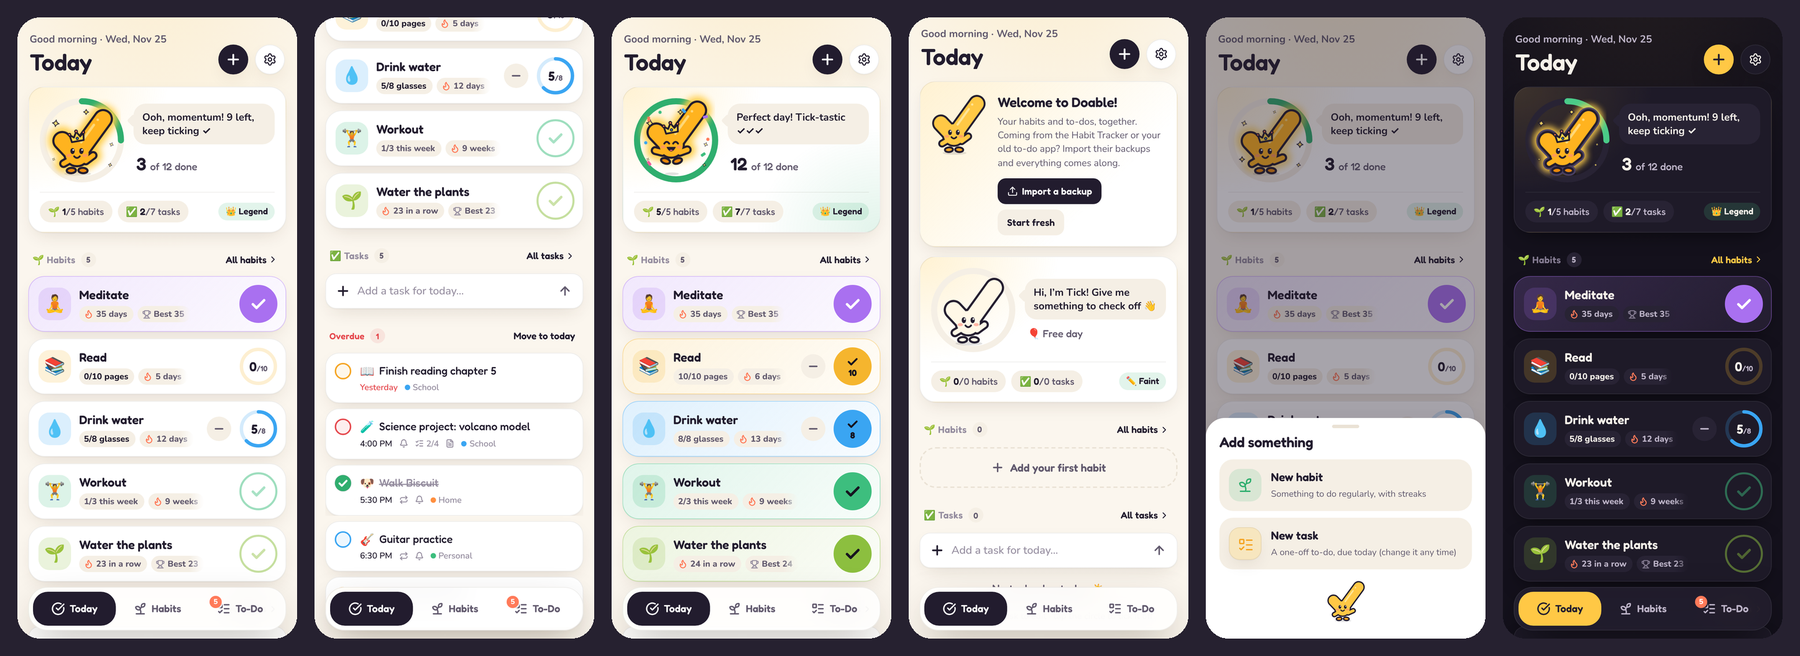 Good morning · Wed, Nov 25
Today
Ooh, momentum! 9 left,
keep ticking ✓
3 of 12 done
1/5 habits
2/7 tasks
Legend
Habits 5
All habits
Meditate
35 days
Best 35
Read
0/10 pages
5 days
0/10
Drink water
5/8 glasses
12 days
5/8
Workout
1/3 this week
9 weeks
Water the plants
23 in a row
Best 23
Today
Habits
5
To-Do
0/10 pages
5 days
Drink water
5/8 glasses
12 days
5/8
Workout
1/3 this week
9 weeks
Water the plants
23 in a row
Best 23
Tasks 5
All tasks
Add a task for today...
Overdue 1
Move to today
Finish reading chapter 5
Yesterday
School
Science project: volcano model
4:00 PM
2/4
School
Walk Biscuit
5:30 PM
Home
Guitar practice
6:30 PM
Personal
Today
Habits
5
To-Do
Good morning · Wed, Nov 25
Today
Perfect day! Tick-tastic
✓✓✓
12 of 12 done
5/5 habits
7/7 tasks
Legend
Habits 5
All habits
Meditate
35 days
Best 35
Read
10/10 pages
6 days
10
Drink water
8/8 glasses
13 days
8
Workout
2/3 this week
9 weeks
Water the plants
24 in a row
Best 24
Today
Habits
To-Do
Good morning · Wed, Nov 25
Today
Welcome to Doable!
Your habits and to-dos, together.
Coming from the Habit Tracker or your
old to-do app? Import their backups
and everything comes along.
Import a backup
Start fresh
Hi, I'm Tick! Give me
something to check off 👋
Free day
0/0 habits
0/0 tasks
Faint
Habits 0
All habits
Add your first habit
Tasks 0
All tasks
Add a task for today...
Today
Habits
To-Do
Good morning · Wed, Nov 25
Today
Ooh, momentum! 9 left,
keep ticking ✓
3 of 12 done
1/5 habits
2/7 tasks
Legend
Habits 5
All habits
Meditate
35 days
Best 35
Read
0/10 pages
5 days
0/10
Add something
New habit
Something to do regularly, with streaks
New task
A one-off to-do, due today (change it any time)
Good morning · Wed, Nov 25
Today
Ooh, momentum! 9 left,
keep ticking ✓
3 of 12 done
1/5 habits
2/7 tasks
Legend
Habits 5
All habits
Meditate
35 days
Best 35
Read
0/10 pages
5 days
0/10
Drink water
5/8 glasses
12 days
5/8
Workout
1/3 this week
9 weeks
Water the plants
23 in a row
Best 23
Today
Habits
5
To-Do